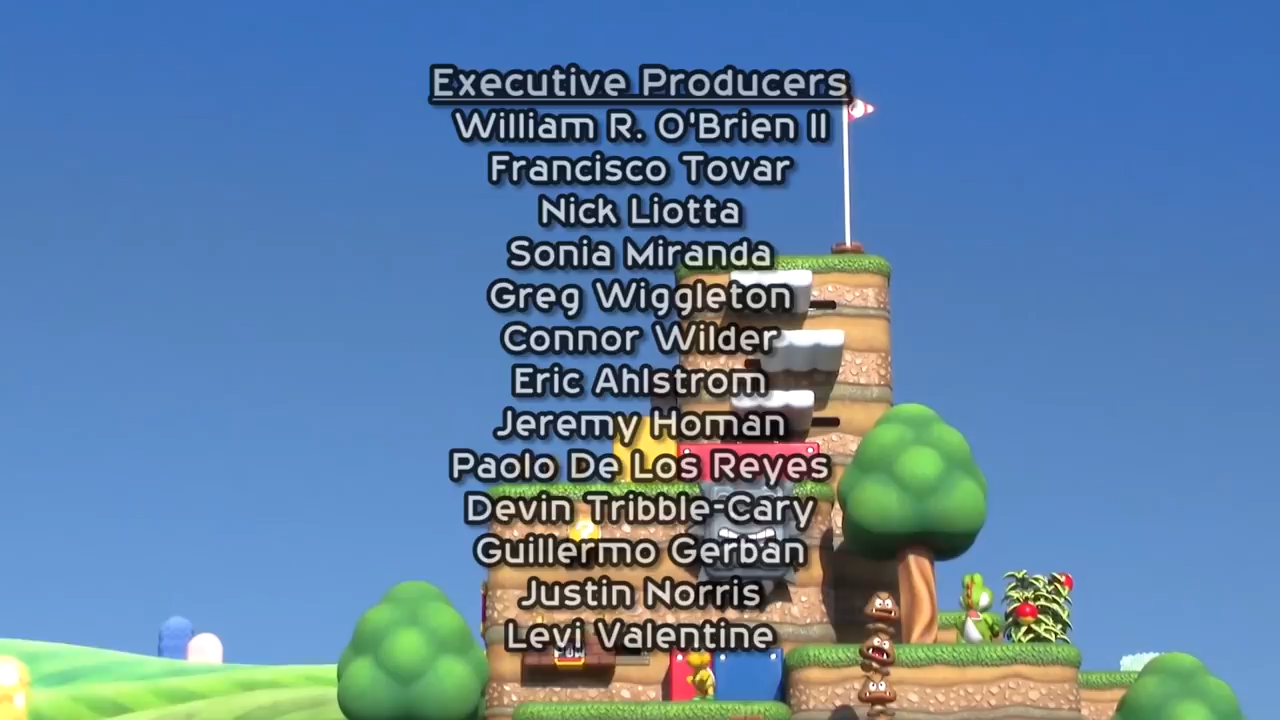 Executive Producers
William R. O'Brien II
Francisco Tovar
Nick Liotta
Sonia Miranda
Greg Wiggleton
Connor Wilder
Eric Ahlstrom
Jeremy Homan
Paolo De Los Reyes
Devin Tribble-Cary
Guillermo Gerban
Justin Norris
Levi Valentine
POW